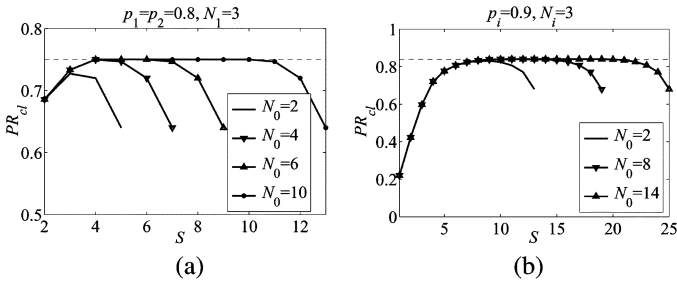 p1=p2=0.8, N1=3
PRcl
0.8
0.7
0.6
0.5
2 4 6 8 10 12
S
N0=2
N0=4
N0=6
N0=10
(a)
pi=0.9, Ni=3
PRcl
1
0.8
0.6
0.4
0.2
0
5 10 15 20 25
S
N0=2
N0=8
N0=14
(b)